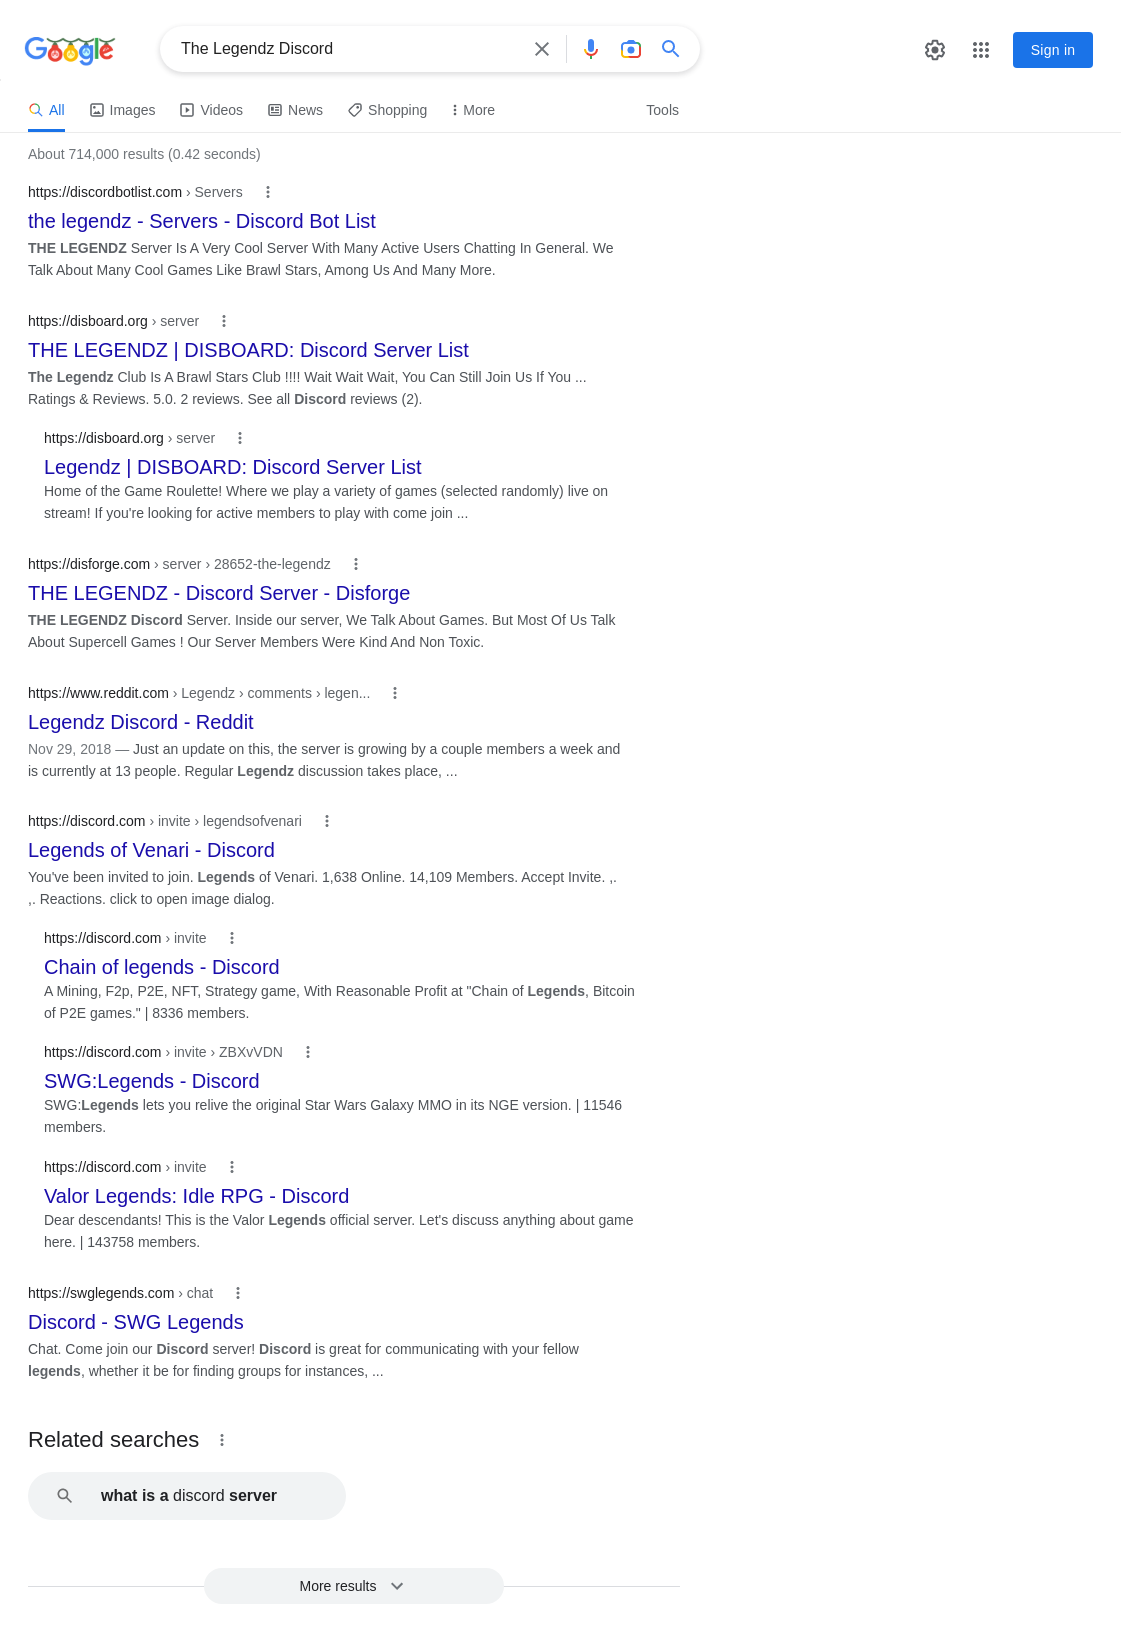 Google
The Legendz Discord
Sign in
All
Images
Videos
News
Shopping
More
Tools
About 714,000 results (0.42 seconds)
https://discordbotlist.com › Servers
the legendz - Servers - Discord Bot List
THE LEGENDZ Server Is A Very Cool Server With Many Active Users Chatting In General. We
Talk About Many Cool Games Like Brawl Stars, Among Us And Many More.
https://disboard.org › server
THE LEGENDZ | DISBOARD: Discord Server List
The Legendz Club Is A Brawl Stars Club !!!! Wait Wait Wait, You Can Still Join Us If You ...
Ratings & Reviews. 5.0. 2 reviews. See all Discord reviews (2).
https://disboard.org › server
Legendz | DISBOARD: Discord Server List
Home of the Game Roulette! Where we play a variety of games (selected randomly) live on
stream! If you're looking for active members to play with come join ...
https://disforge.com › server › 28652-the-legendz
THE LEGENDZ - Discord Server - Disforge
THE LEGENDZ Discord Server. Inside our server, We Talk About Games. But Most Of Us Talk
About Supercell Games ! Our Server Members Were Kind And Non Toxic.
https://www.reddit.com › Legendz › comments › legen...
Legendz Discord - Reddit
Nov 29, 2018 — Just an update on this, the server is growing by a couple members a week and
is currently at 13 people. Regular Legendz discussion takes place, ...
https://discord.com › invite › legendsofvenari
Legends of Venari - Discord
You've been invited to join. Legends of Venari. 1,638 Online. 14,109 Members. Accept Invite. ,.
,. Reactions. click to open image dialog.
https://discord.com › invite
Chain of legends - Discord
A Mining, F2p, P2E, NFT, Strategy game, With Reasonable Profit at "Chain of Legends, Bitcoin
of P2E games." | 8336 members.
https://discord.com › invite › ZBXvVDN
SWG:Legends - Discord
SWG:Legends lets you relive the original Star Wars Galaxy MMO in its NGE version. | 11546
members.
https://discord.com › invite
Valor Legends: Idle RPG - Discord
Dear descendants! This is the Valor Legends official server. Let's discuss anything about game
here. | 143758 members.
https://swglegends.com › chat
Discord - SWG Legends
Chat. Come join our Discord server! Discord is great for communicating with your fellow
legends, whether it be for finding groups for instances, ...
Related searches
what is a discord server
More results